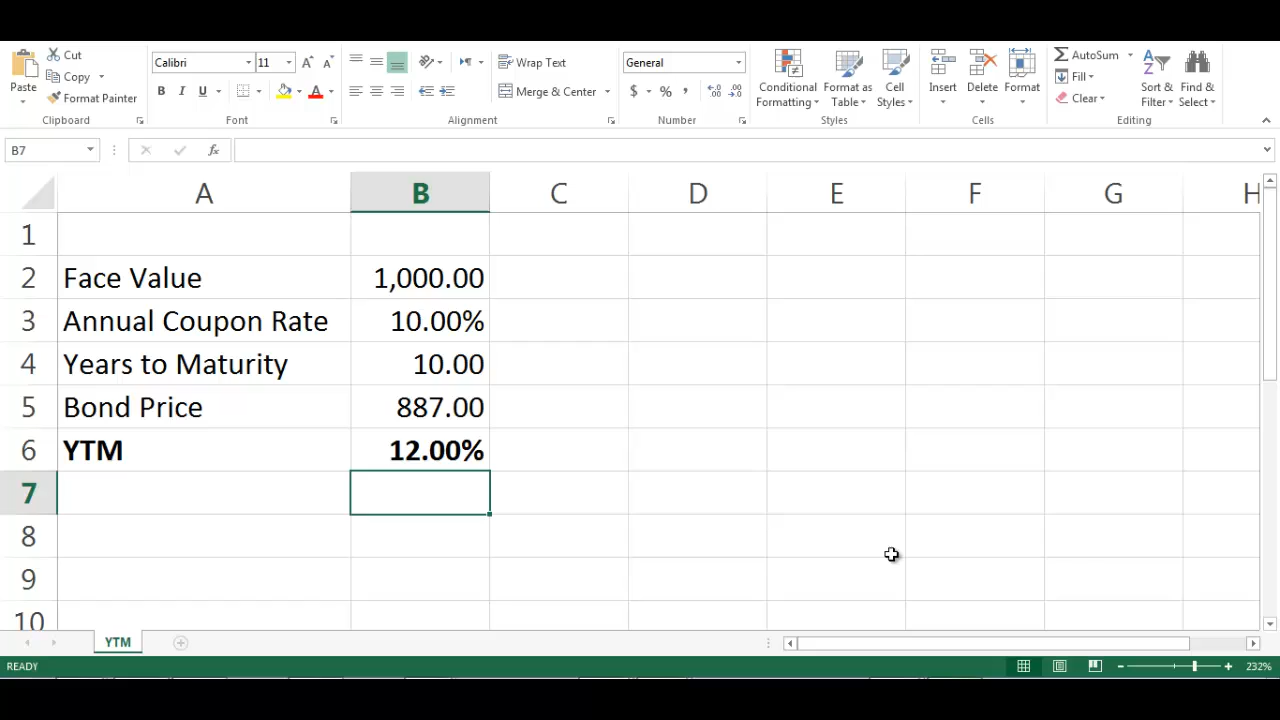 Cut
Copy
Format Painter
Paste
Clipboard
Calibri 11 A A
B I U A
Font
Wrap Text
Merge & Center
Alignment
General
$ % ,
Number
Conditional Formatting
Format as Table
Cell Styles
Styles
Insert
Delete
Format
Cells
AutoSum
Fill
Clear
Sort & Filter
Find & Select
Editing
B7 fx
A B C D E F G H
1
2 Face Value 1,000.00
3 Annual Coupon Rate 10.00%
4 Years to Maturity 10.00
5 Bond Price 887.00
6 YTM 12.00%
7
8
9
10
YTM
READY 232%